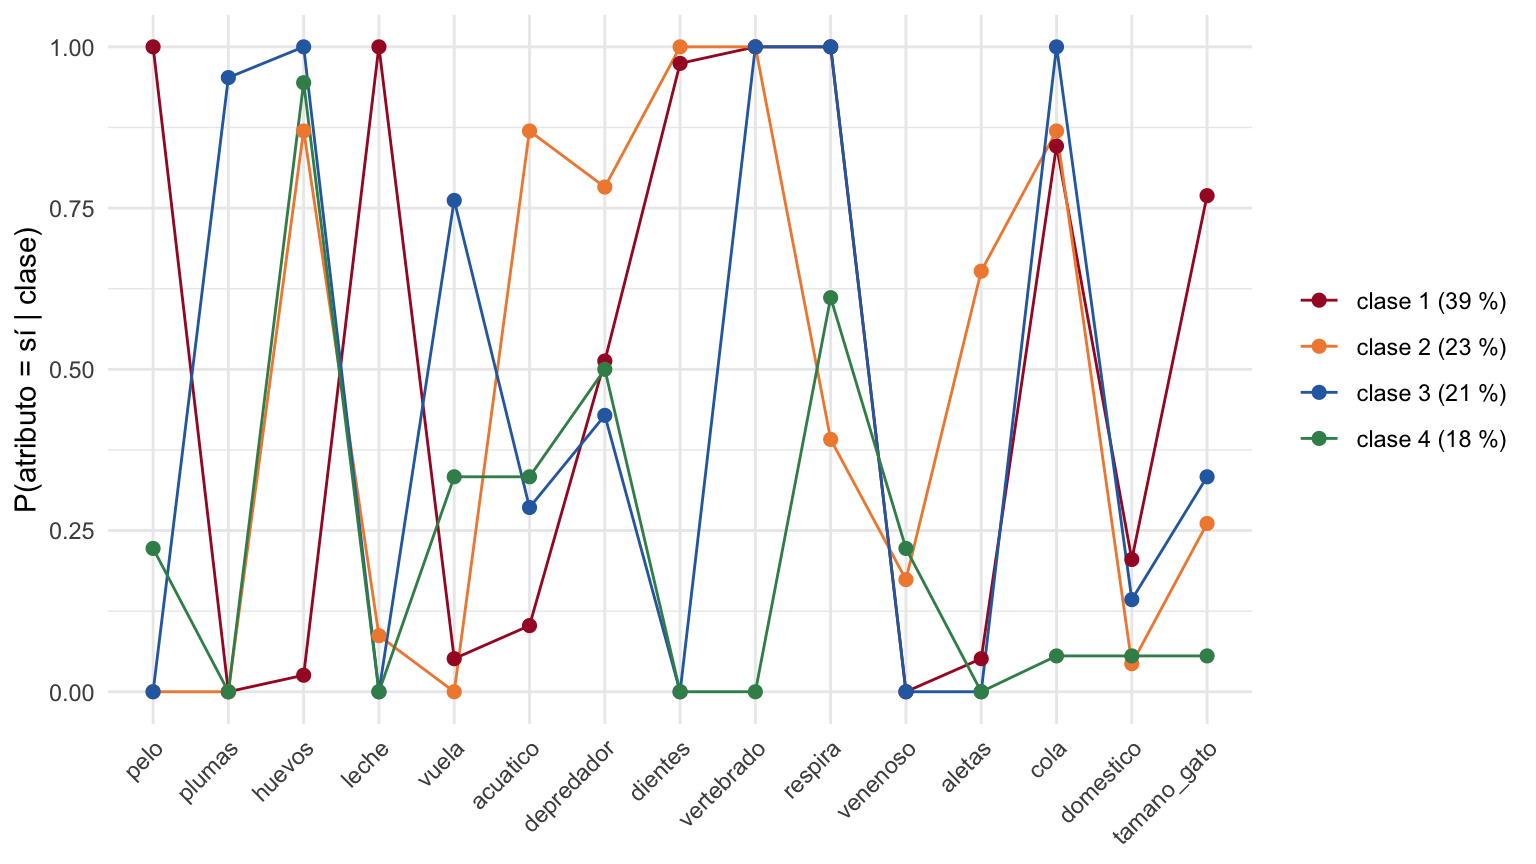 P(atributo = sí | clase)
1.00
0.75
0.50
0.25
0.00
pelo
plumas
huevos
leche
vuela
acuatico
depredador
dientes
vertebrado
respira
venenoso
aletas
cola
domestico
tamano_gato
clase 1 (39 %)
clase 2 (23 %)
clase 3 (21 %)
clase 4 (18 %)